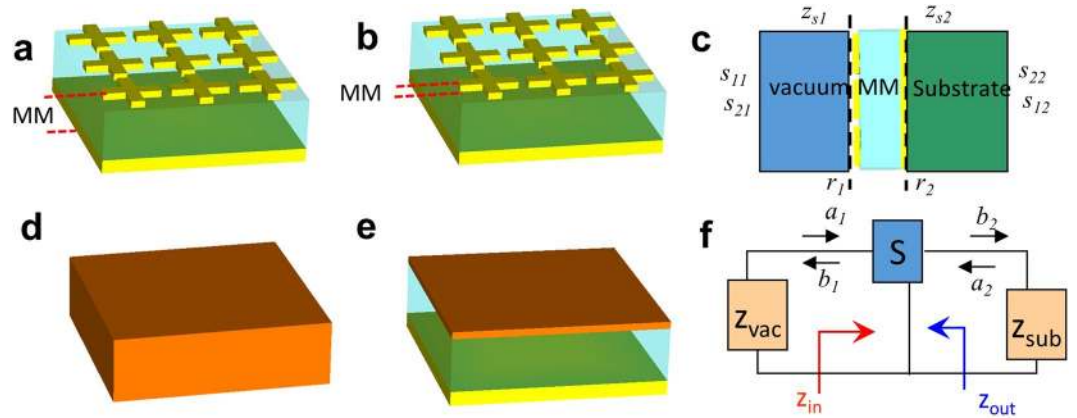 a
MM
b
MM
c
z_s1 z_s2
s_11
s_21
vacuum MM Substrate
s_22
s_12
r_1 r_2
d
e
f
a_1 b_2
S
b_1 a_2
z_vac
z_sub
z_in
z_out